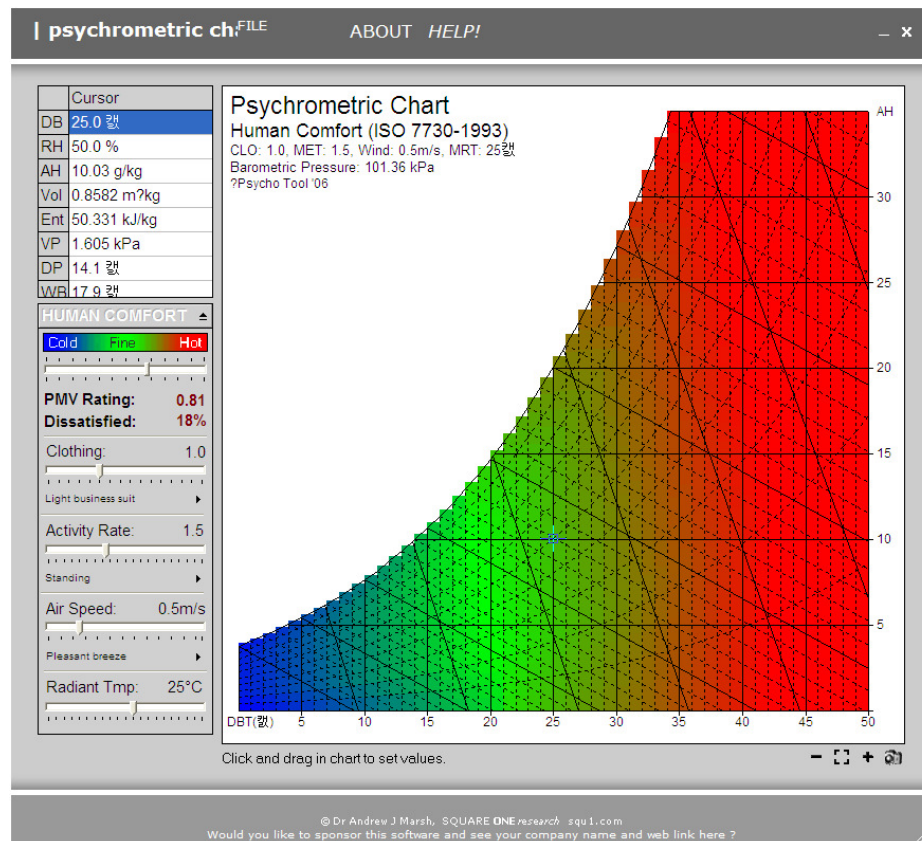 | psychrometric cha FILE ABOUT HELP!
Cursor
DB 25.0 캜
RH 50.0 %
AH 10.03 g/kg
Vol 0.8582 m?kg
Ent 50.331 kJ/kg
VP 1.605 kPa
DP 14.1 캜
WB 17.9 캜
HUMAN COMFORT
Cold Fine Hot
PMV Rating: 0.81
Dissatisfied: 18%
Clothing: 1.0
Light business suit
Activity Rate: 1.5
Standing
Air Speed: 0.5m/s
Pleasant breeze
Radiant Tmp: 25°C
Psychrometric Chart
Human Comfort (ISO 7730-1993)
CLO: 1.0, MET: 1.5, Wind: 0.5m/s, MRT: 25캜
Barometric Pressure: 101.36 kPa
?Psycho Tool '06
AH
30
25
20
15
10
5
DBT(캜) 5 10 15 20 25 30 35 40 45 50
Click and drag in chart to set values.
© Dr Andrew J Marsh, SQUARE ONE research squ1.com
Would you like to sponsor this software and see your company name and web link here ?